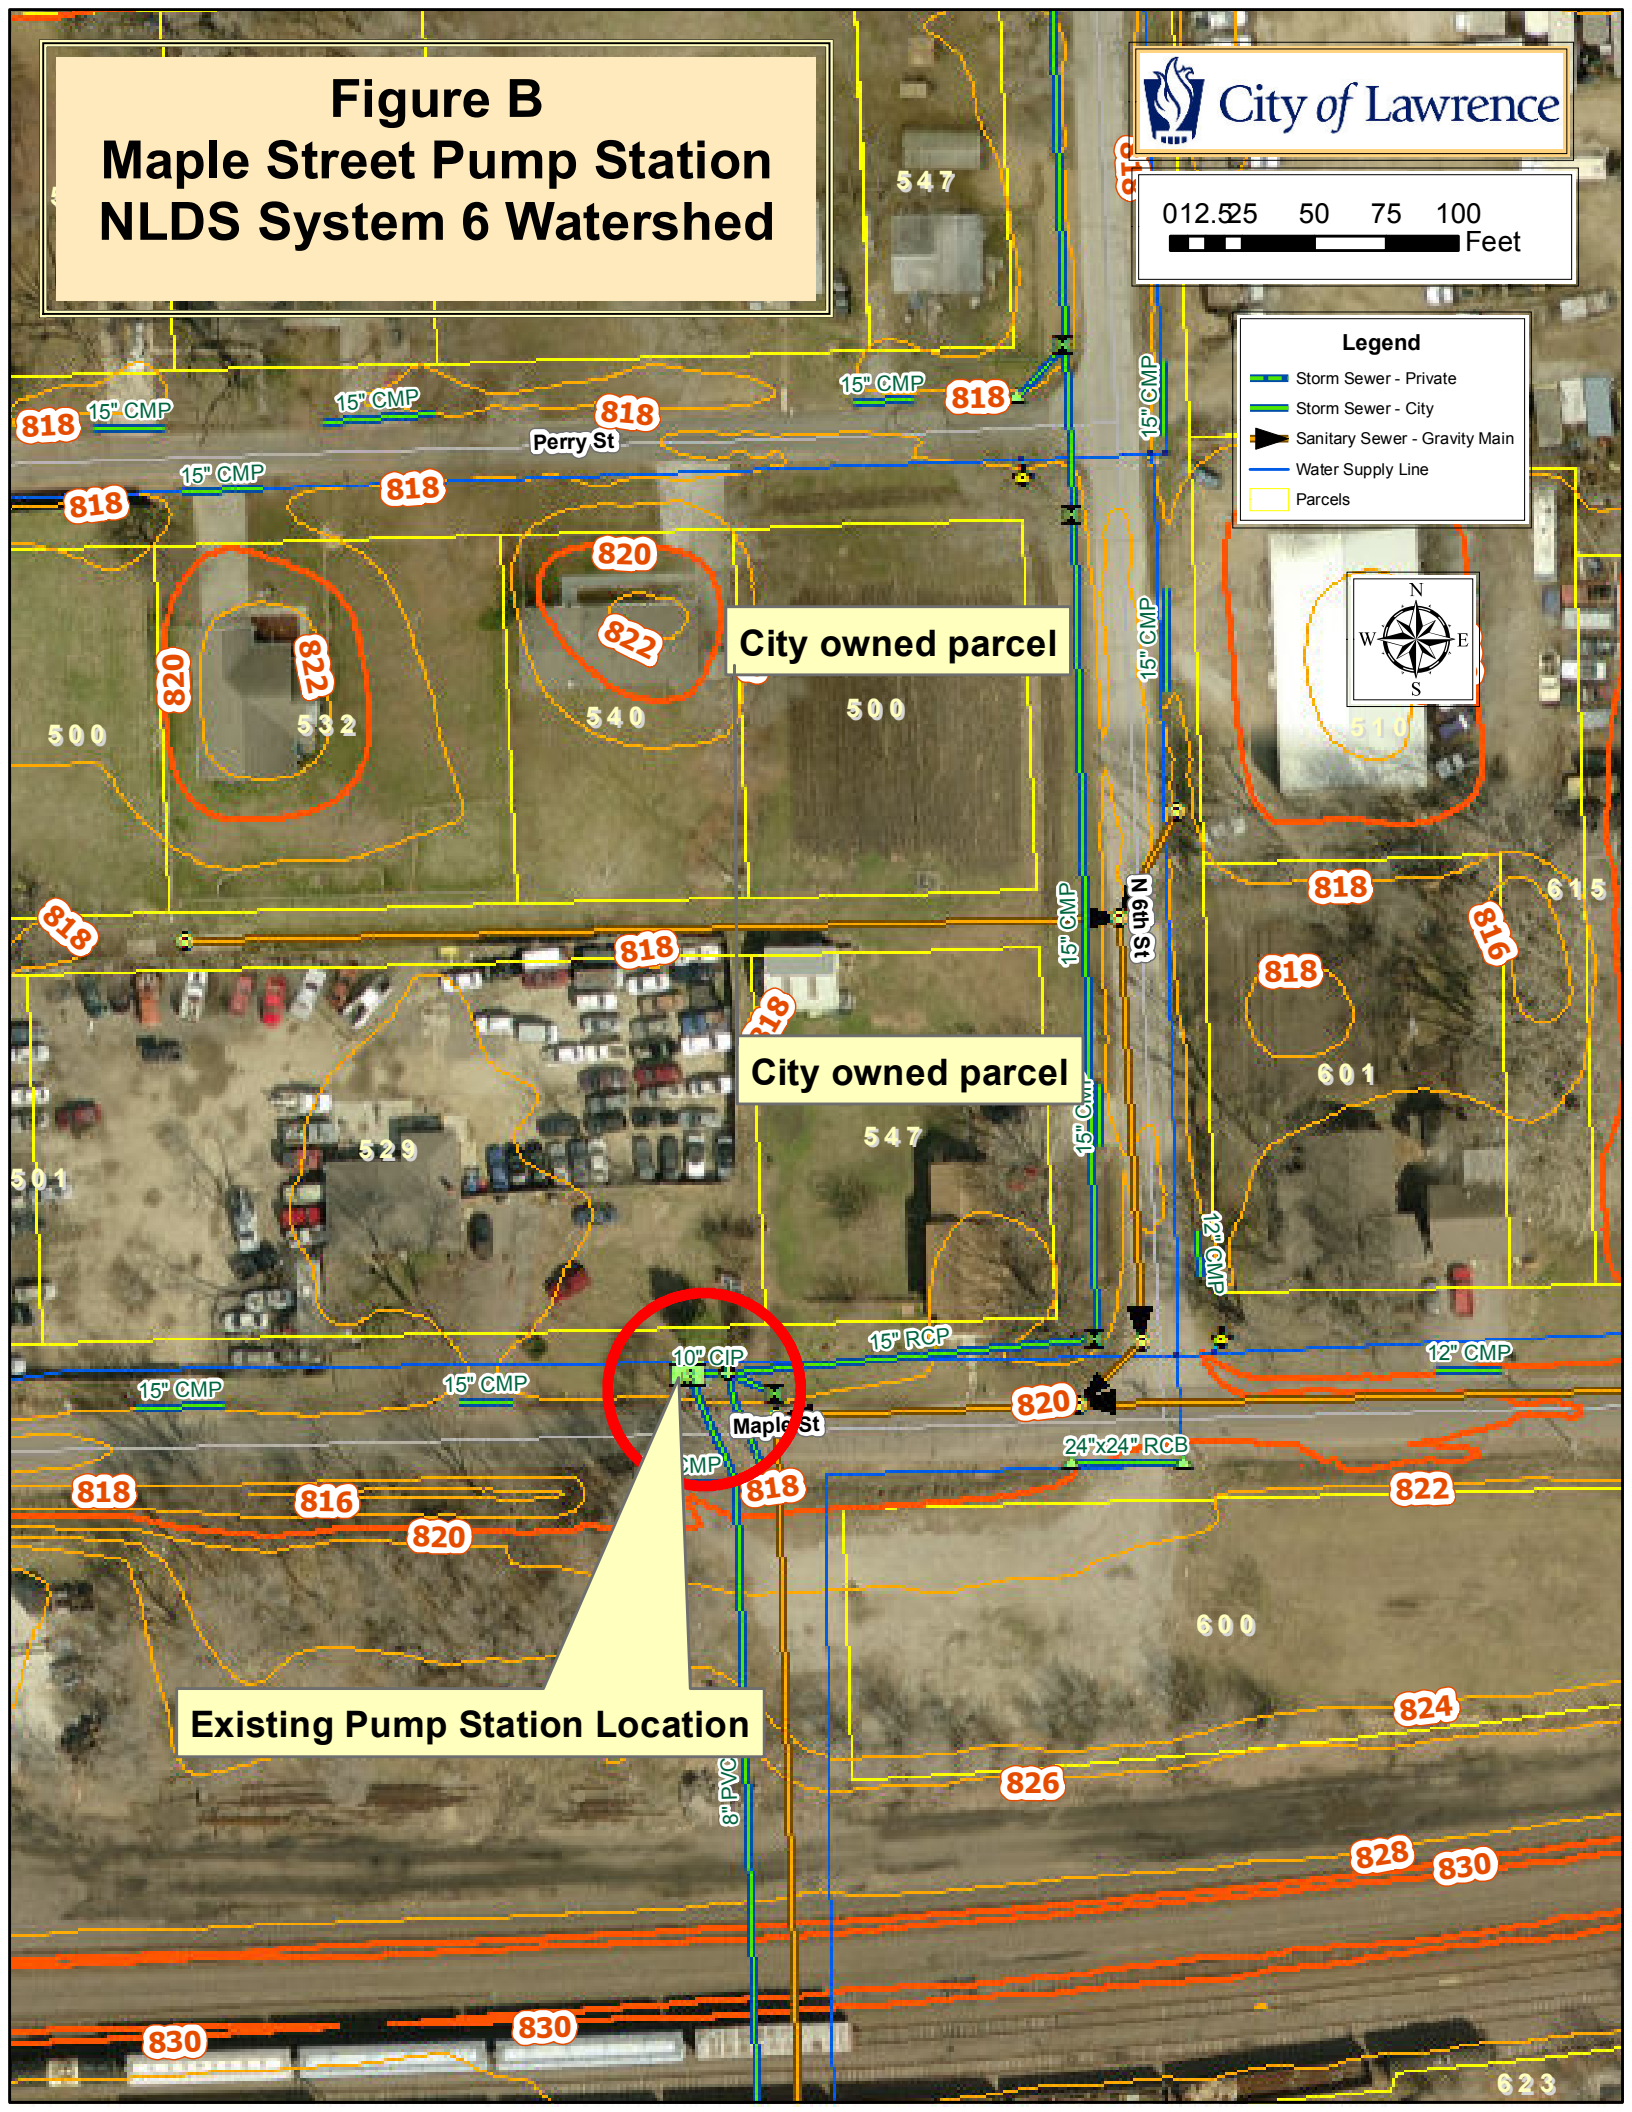 Figure B
Maple Street Pump Station
NLDS System 6 Watershed
City of Lawrence
818
012.525 50 75 100
Feet
547
Legend
Storm Sewer - Private
Storm Sewer - City
Sanitary Sewer - Gravity Main
Water Supply Line
Parcels
15" CMP
15" CMP
15" CMP
15" CMP
818
818
818
Perry St
15" CMP
818
818
820
822
820
822
15" CMP
N
W E
S
City owned parcel
500
532
540
500
510
818
818
15" CMP
N 6th St
818
615
816
818
818
City owned parcel
601
15" CMP
547
529
501
12" CMP
15" RCP
10" CIP
12" CMP
15" CMP
15" CMP
820
Maple St
CMP
24"x24" RCB
818
816
818
822
820
600
Existing Pump Station Location
824
826
8" PVC
828
830
830
830
623